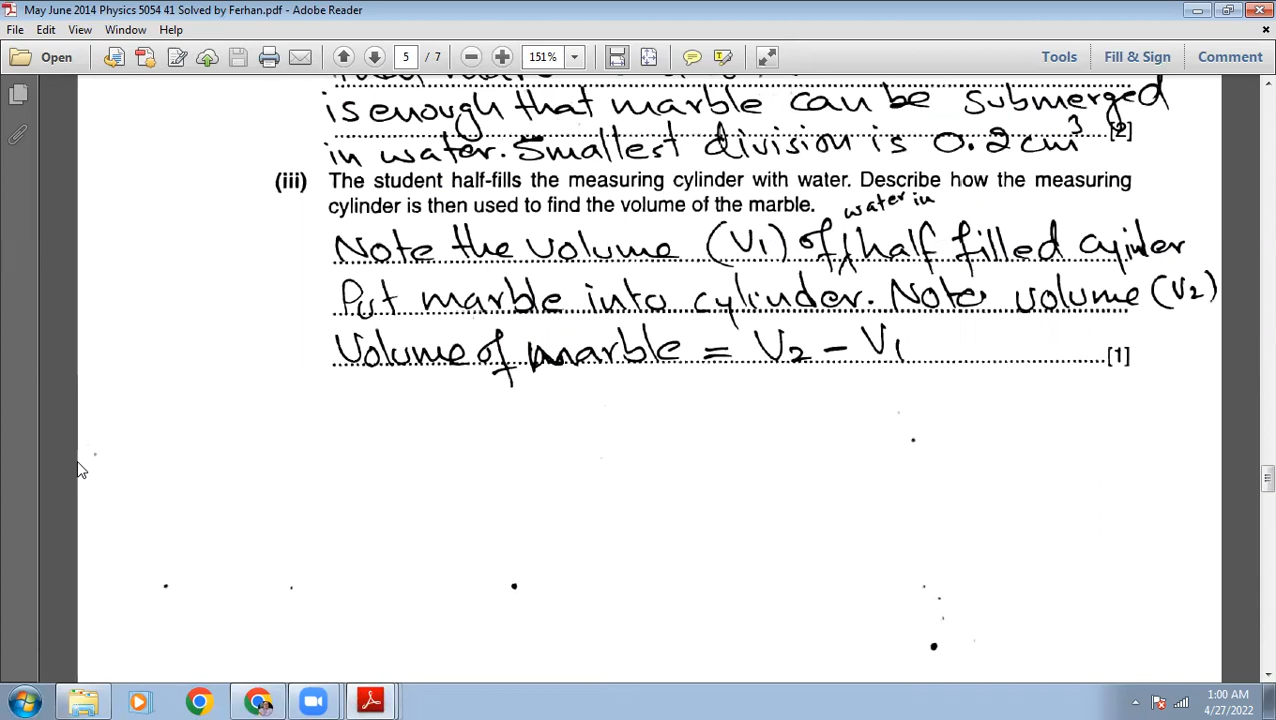 May June 2014 Physics 5054 41 Solved by Ferhan.pdf - Adobe Reader
File Edit View Window Help
Open 5 / 7 151% Tools Fill & Sign Comment
is enough that marble can be submerged
[2]
in water. Smallest division is 0.2cm³
(iii) The student half-fills the measuring cylinder with water. Describe how the measuring
cylinder is then used to find the volume of the marble.
water in
Note the volume (V1) of half filled cylinder
Put marble into cylinder. Note volume (V2)
Volume of marble = V2 - V1
[1]
1:00 AM
4/27/2022